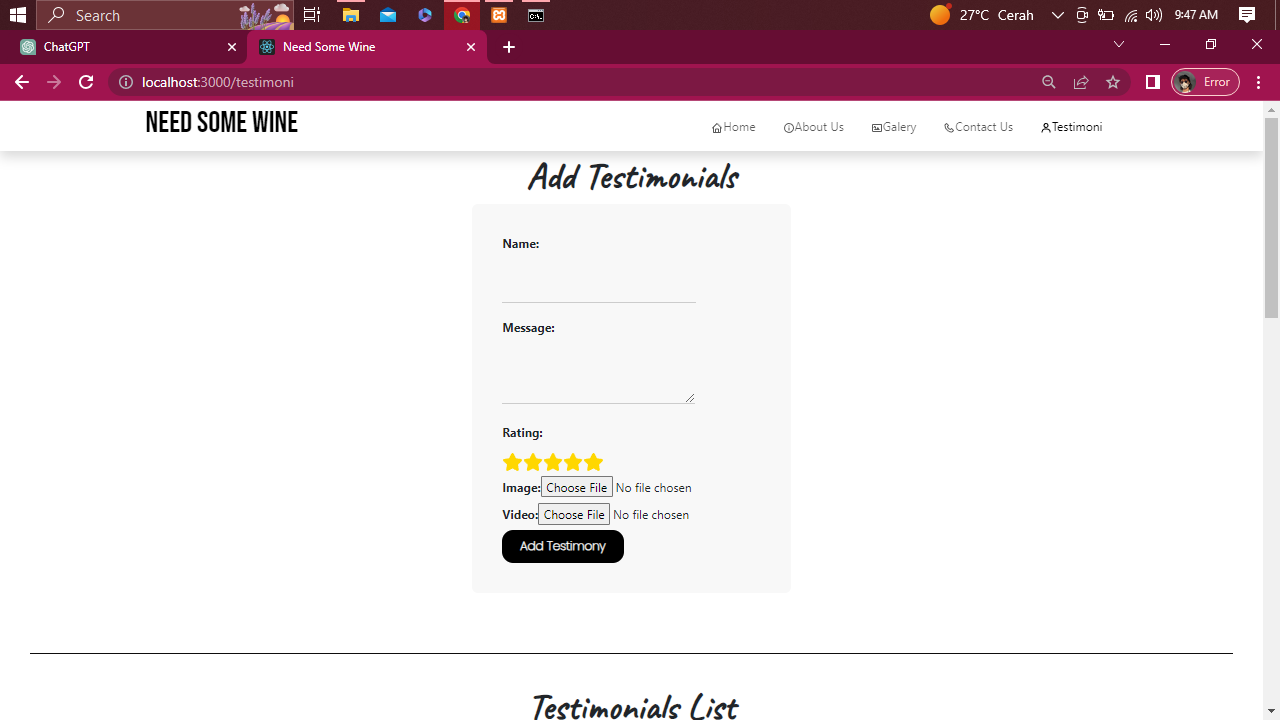 Search
27°C Cerah
9:47 AM
ChatGPT
Need Some Wine
localhost:3000/testimoni
Error
NEED SOME WINE
Home
About Us
Galery
Contact Us
Testimoni
Add Testimonials
Name:
Message:
Rating:
Image: Choose File No file chosen
Video: Choose File No file chosen
Add Testimony
Testimonials List